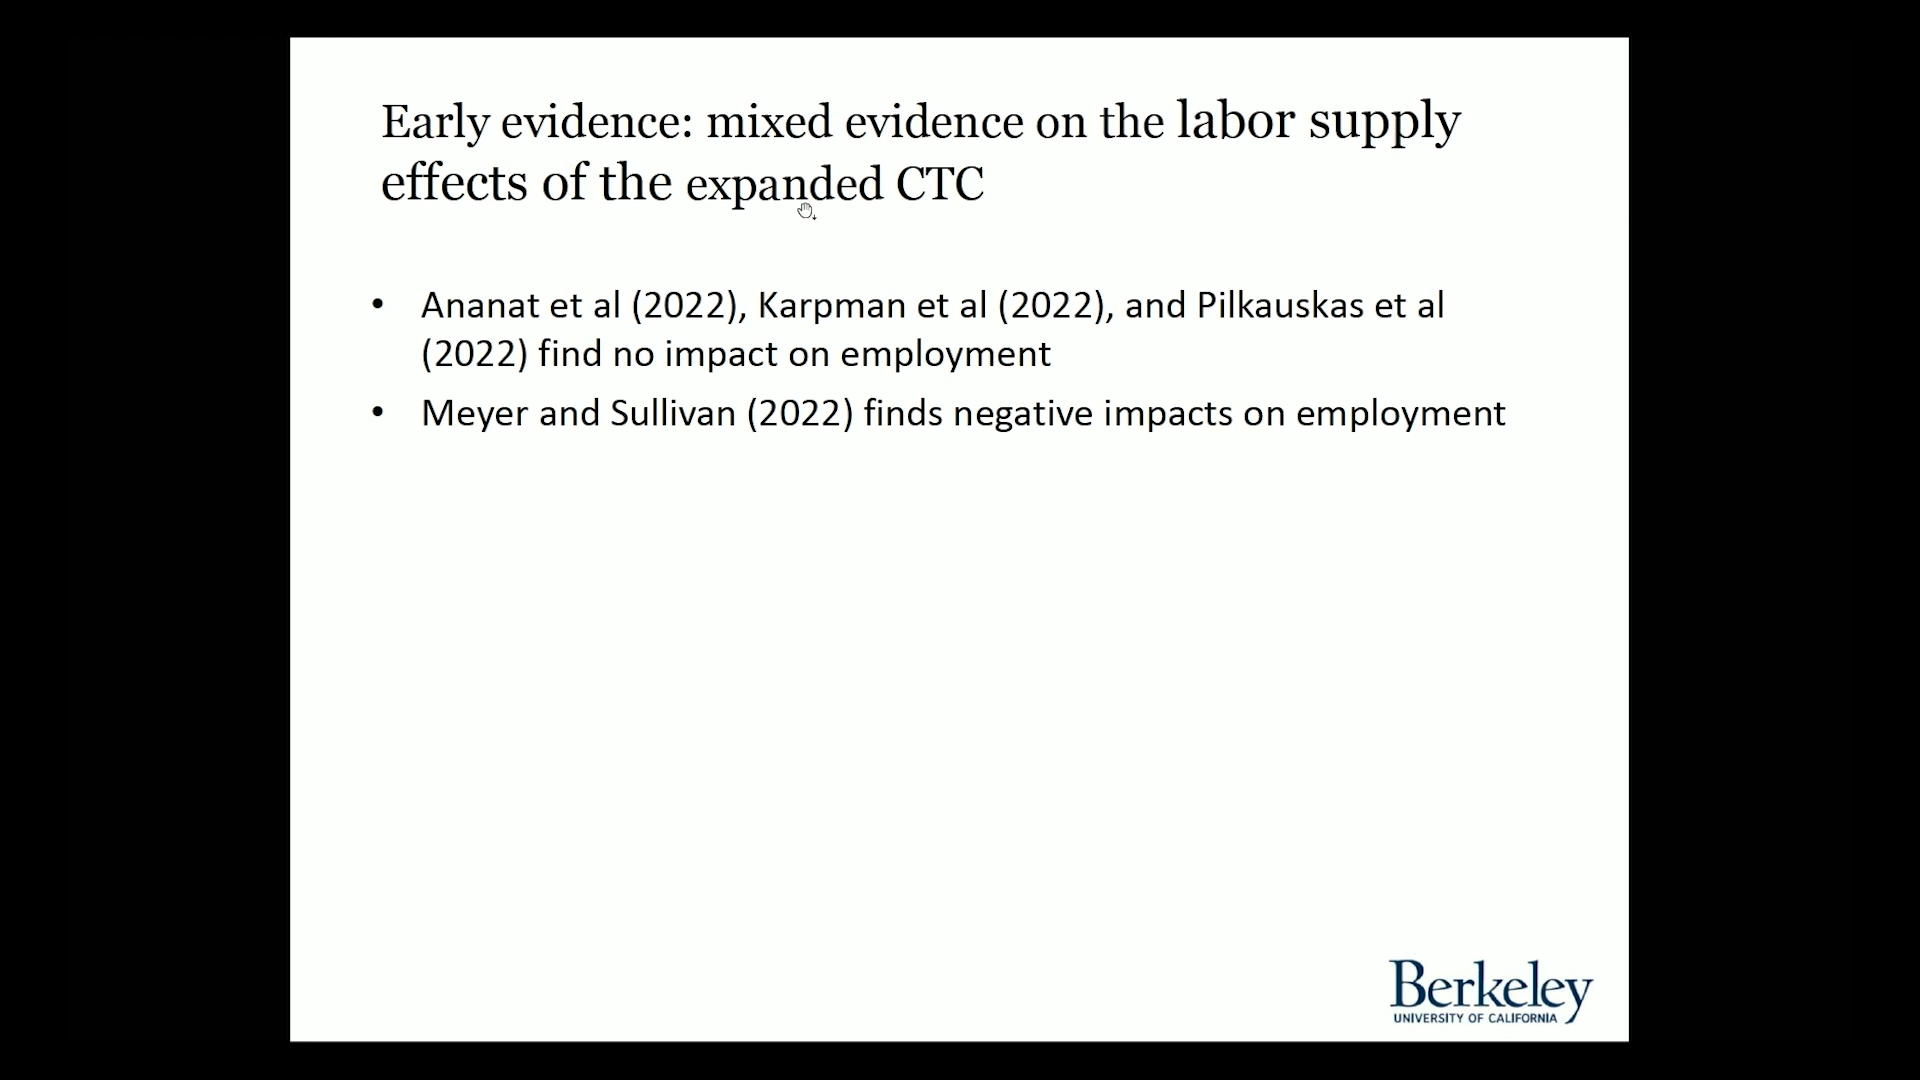 Early evidence: mixed evidence on the labor supply
effects of the expanded CTC
• Ananat et al (2022), Karpman et al (2022), and Pilkauskas et al
(2022) find no impact on employment
• Meyer and Sullivan (2022) finds negative impacts on employment
Berkeley
UNIVERSITY OF CALIFORNIA